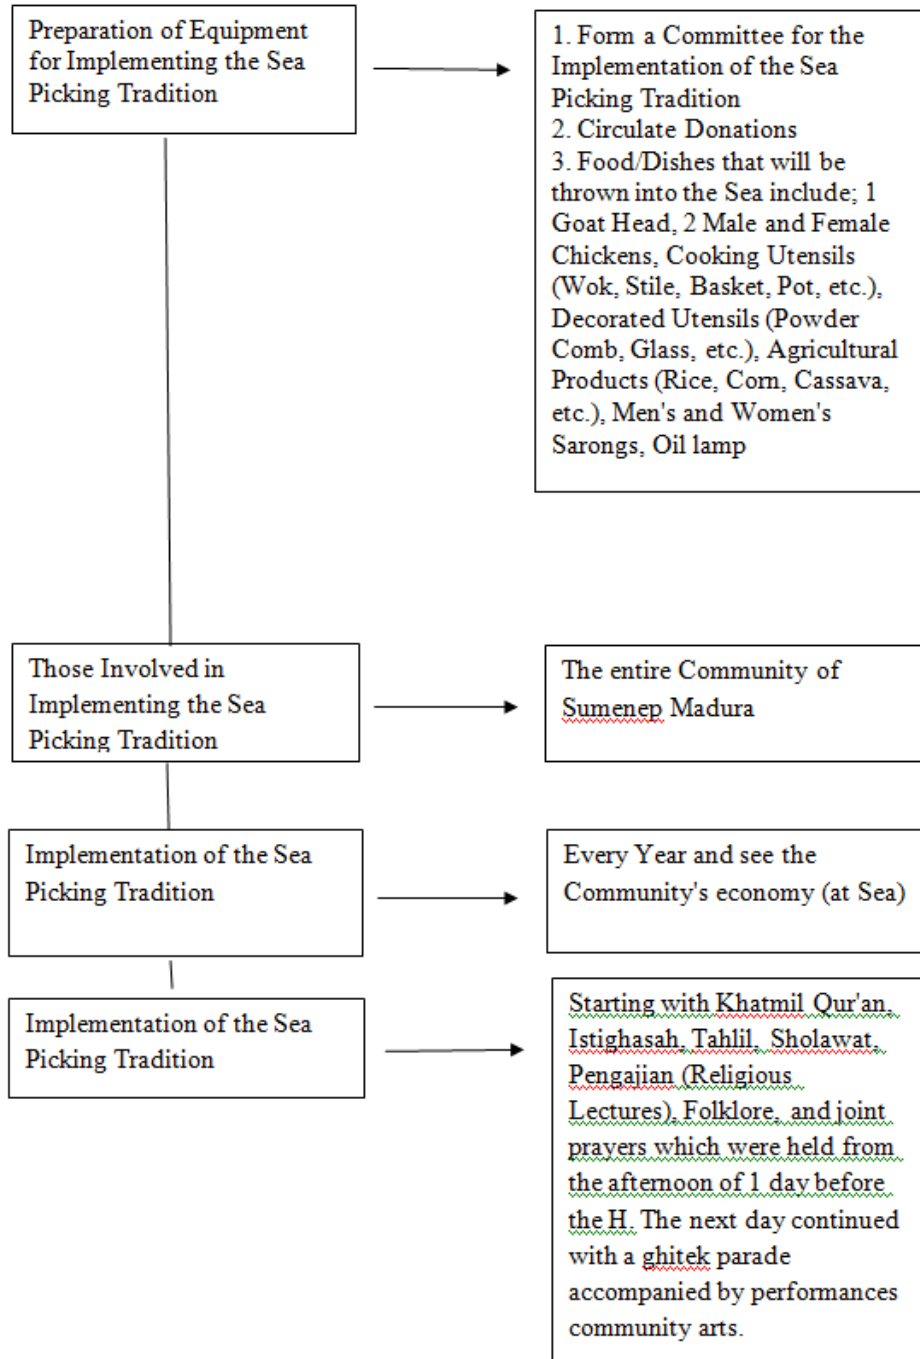 Preparation of Equipment
for Implementing the Sea
Picking Tradition
1. Form a Committee for the
Implementation of the Sea
Picking Tradition
2. Circulate Donations
3. Food/Dishes that will be
thrown into the Sea include; 1
Goat Head, 2 Male and Female
Chickens, Cooking Utensils
(Wok, Stile, Basket, Pot, etc.),
Decorated Utensils (Powder
Comb, Glass, etc.), Agricultural
Products (Rice, Corn, Cassava,
etc.), Men's and Women's
Sarongs, Oil lamp
Those Involved in
Implementing the Sea
Picking Tradition
The entire Community of
Sumenep Madura
Implementation of the Sea
Picking Tradition
Every Year and see the
Community's economy (at Sea)
Implementation of the Sea
Picking Tradition
Starting with Khatmil Qur'an,
Istighasah, Tahlil, Sholawat,
Pengajian (Religious
Lectures), Folklore, and joint
prayers which were held from
the afternoon of 1 day before
the H. The next day continued
with a ghitek parade
accompanied by performances
community arts.